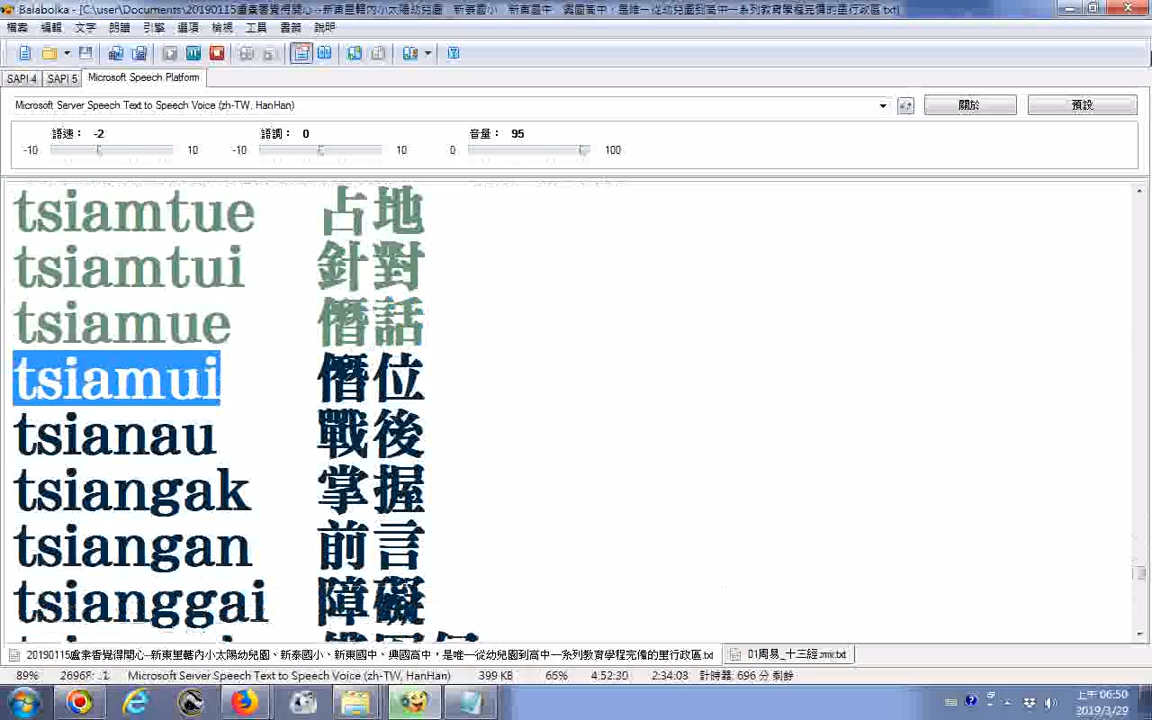 Balabolka - [C:\user\Documents\20190115盧紊香覺得開心--新東里轄內小太陽幼兒園、新泰國小、新東國中、興國高中，是唯一從幼兒園到高中一系列教育學程完備的里行政區.txt]
檔案 編輯 文字 朗讀 引擎 選項 檢視 工具 書籤 說明
SAPI 4 SAPI 5 Microsoft Speech Platform
Microsoft Server Speech Text to Speech Voice (zh-TW, HanHan) 關於 預設
語速： -2 語調： 0 音量： 95
-10 10 -10 10 0 100
tsiamtue 占地
tsiamtui 針對
tsiamue 僭話
tsiamui 僭位
tsianau 戰後
tsiangak 掌握
tsiangan 前言
tsianggai 障礙
20190115盧紊香覺得開心--新東里轄內小太陽幼兒園、新泰國小、新東國中、興國高中，是唯一從幼兒園到高中一系列教育學程完備的里行政區.txt 01周易_十三經.txt
89% Microsoft Server Speech Text to Speech Voice (zh-TW, HanHan) 399 KB 65% 4:52:30 2:34:08 計時器：696 分 剩餘
上午 06:50
2019/3/29